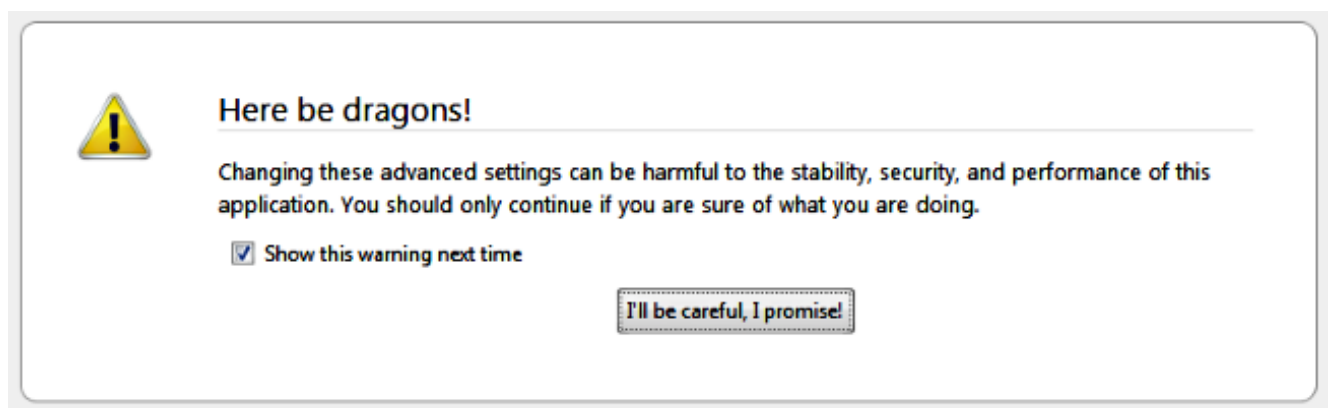 Here be dragons!
Changing these advanced settings can be harmful to the stability, security, and performance of this
application. You should only continue if you are sure of what you are doing.
Show this warning next time
I'll be careful, I promise!